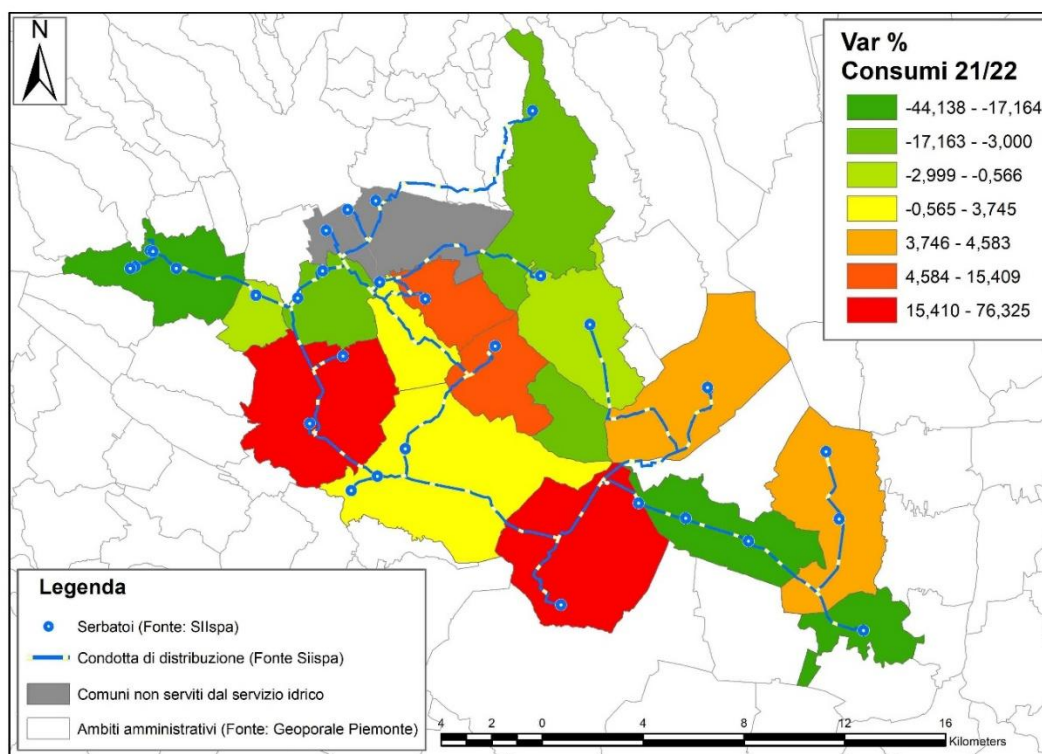 N
Var %
Consumi 21/22
-44,138 - -17,164
-17,163 - -3,000
-2,999 - -0,566
-0,565 - 3,745
3,746 - 4,583
4,584 - 15,409
15,410 - 76,325
Legenda
Serbatoi (Fonte: SIIspa)
Condotta di distribuzione (Fonte Siispa)
Comuni non serviti dal servizio idrico
Ambiti amministrativi (Fonte: Geoporale Piemonte)
4 2 0 4 8 12 16
Kilometers